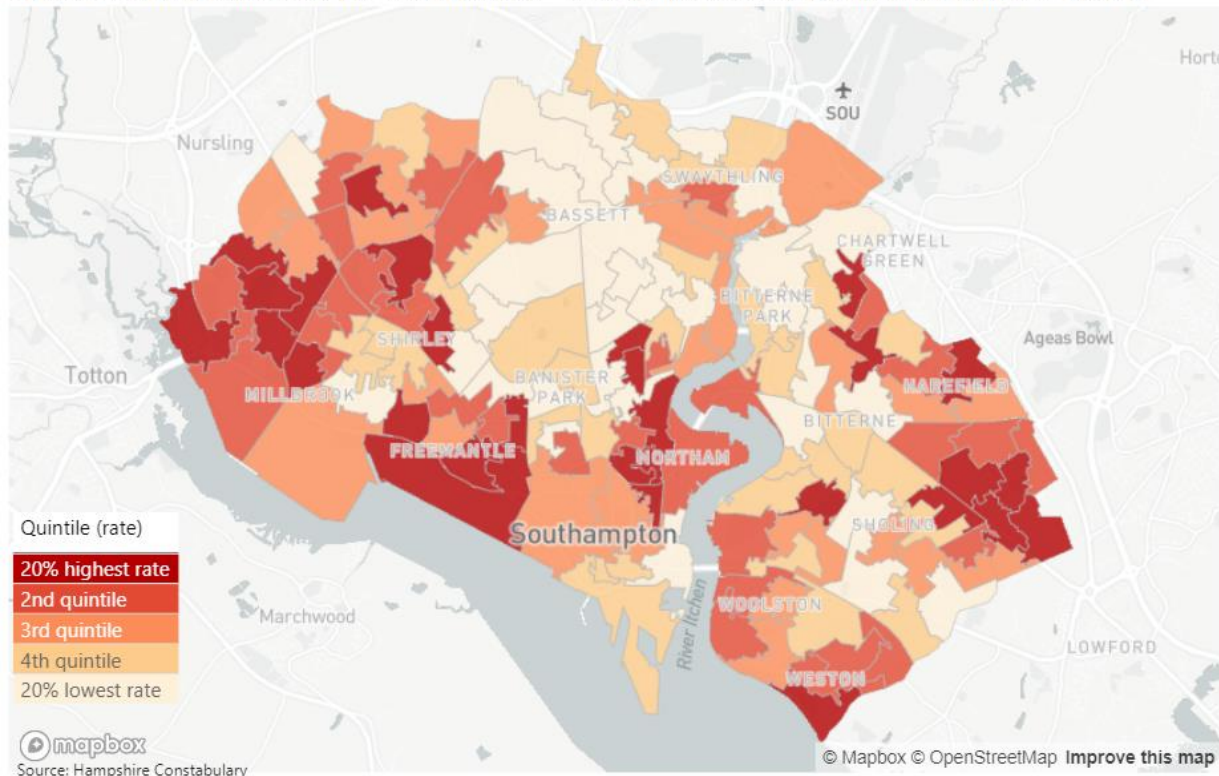 Nursling
Horto
SOU
SWAYTHLING
BASSETT
CHARTWELL
GREEN
BITTERNE
PARK
Ageas Bowl
SHIRLEY
Totton
BANISTER
PARK
HAREFIELD
MILLBROOK
BITTERNE
FREEMANTLE
NORTHAM
Southampton
SHOLING
Quintile (rate)
20% highest rate
2nd quintile
3rd quintile
4th quintile
20% lowest rate
Marchwood
River Itchen
WOOLSTON
LOWFORD
WESTON
mapbox
Source: Hampshire Constabulary
© Mapbox © OpenStreetMap Improve this map